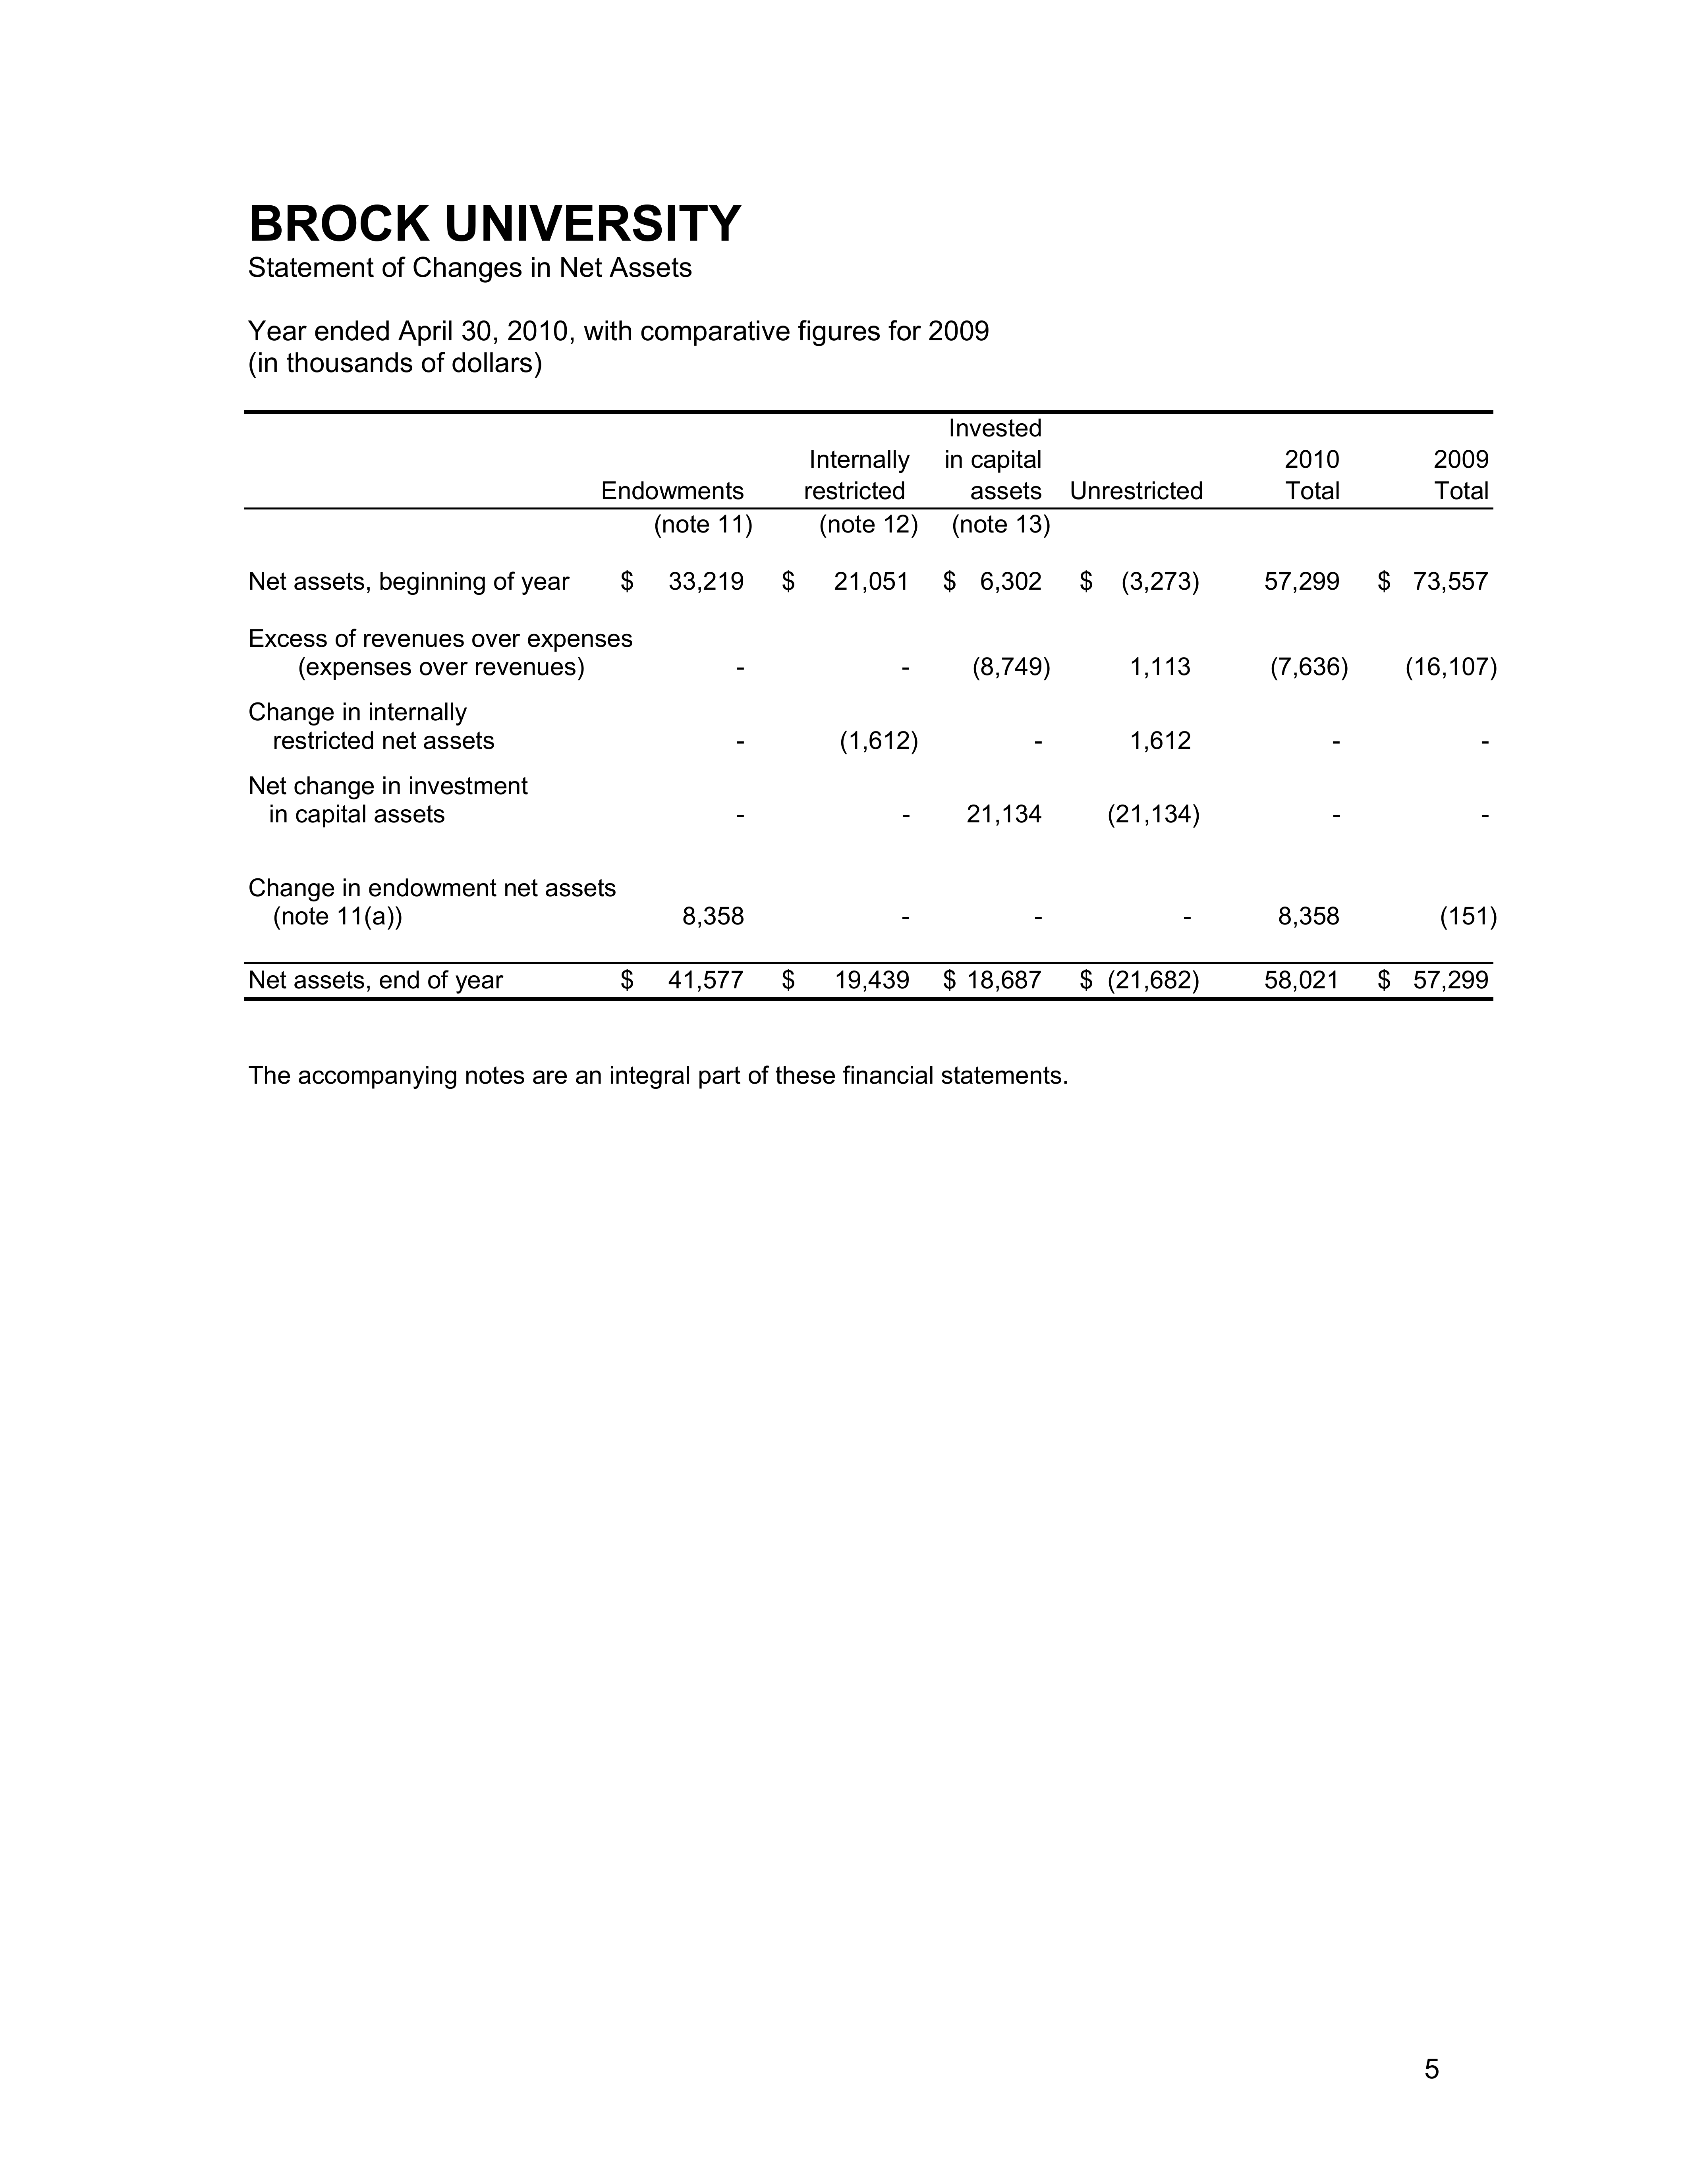 BROCK UNIVERSITY
Statement of Changes in Net Assets
Year ended April 30, 2010, with comparative figures for 2009
(in thousands of dollars)
Invested
Internally in capital 2010 2009
Endowments restricted assets Unrestricted Total Total
(note 11) (note 12) (note 13)
Net assets, beginning of year $ 33,219 $ 21,051 $ 6,302 $ (3,273) 57,299 $ 73,557
Excess of revenues over expenses
(expenses over revenues) - - (8,749) 1,113 (7,636) (16,107)
Change in internally
restricted net assets - (1,612) - 1,612 - -
Net change in investment
in capital assets - - 21,134 (21,134) - -
Change in endowment net assets
(note 11(a)) 8,358 - - - 8,358 (151)
Net assets, end of year $ 41,577 $ 19,439 $ 18,687 $ (21,682) 58,021 $ 57,299
The accompanying notes are an integral part of these financial statements.
5